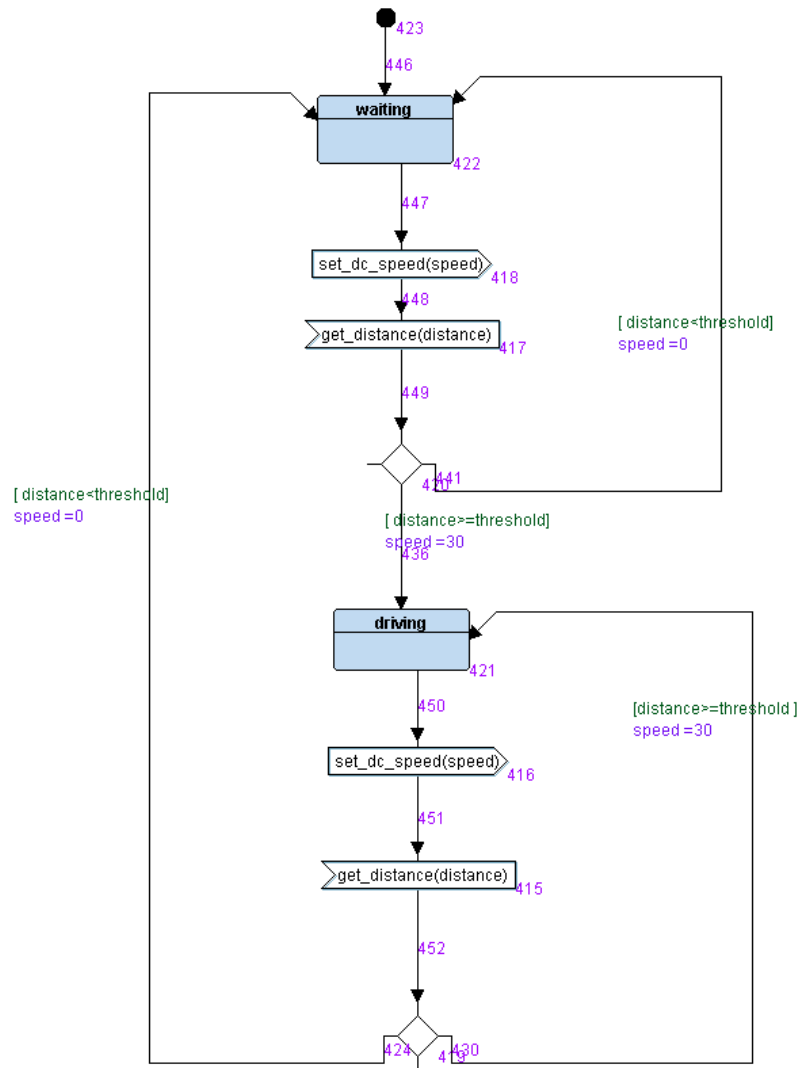 423
446
waiting
422
447
set_dc_speed(speed)
418
448
get_distance(distance)
417
[ distance<threshold]
speed =0
449
441
420
[ distance<threshold]
speed =0
[ distance>=threshold]
speed =30
436
driving
421
450
[distance>=threshold ]
speed =30
set_dc_speed(speed)
416
451
get_distance(distance)
415
452
424
419
430